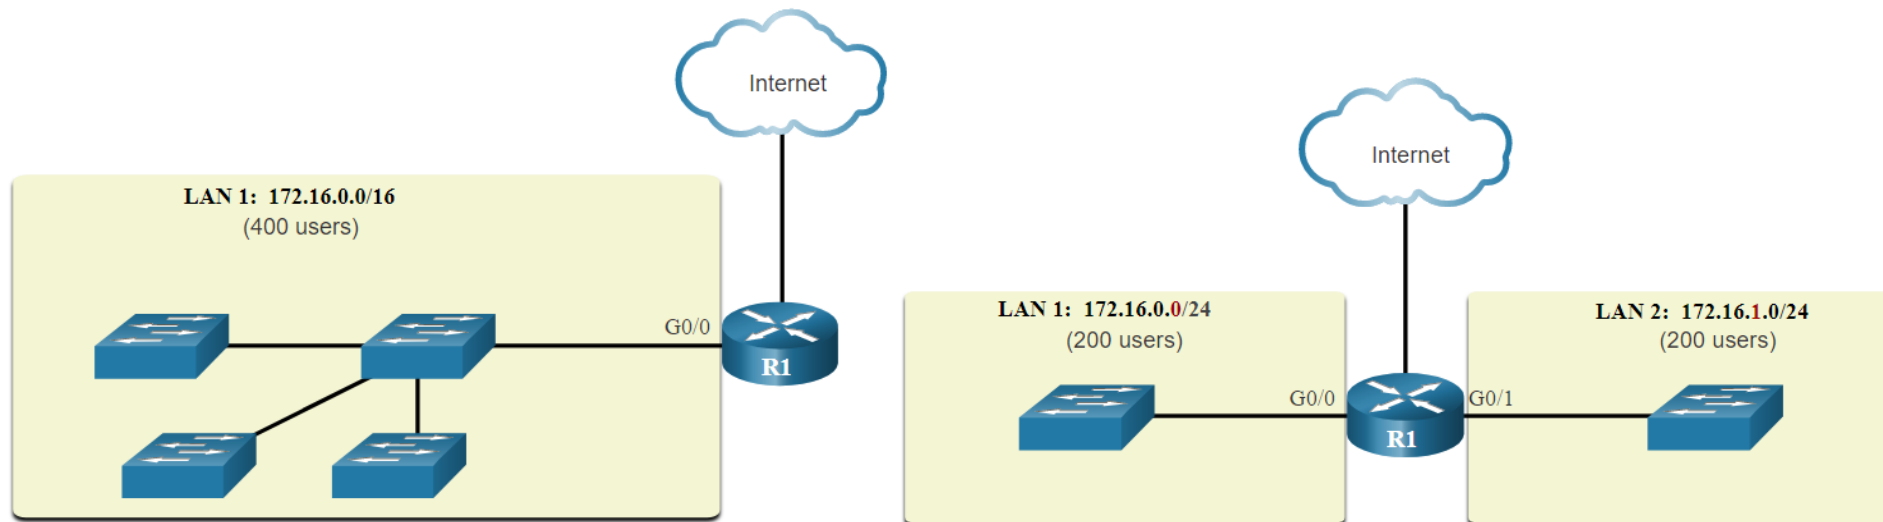 Internet
LAN 1: 172.16.0.0/16
(400 users)
G0/0
R1
Internet
LAN 1: 172.16.0.0/24
(200 users)
G0/0
R1
G0/1
LAN 2: 172.16.1.0/24
(200 users)